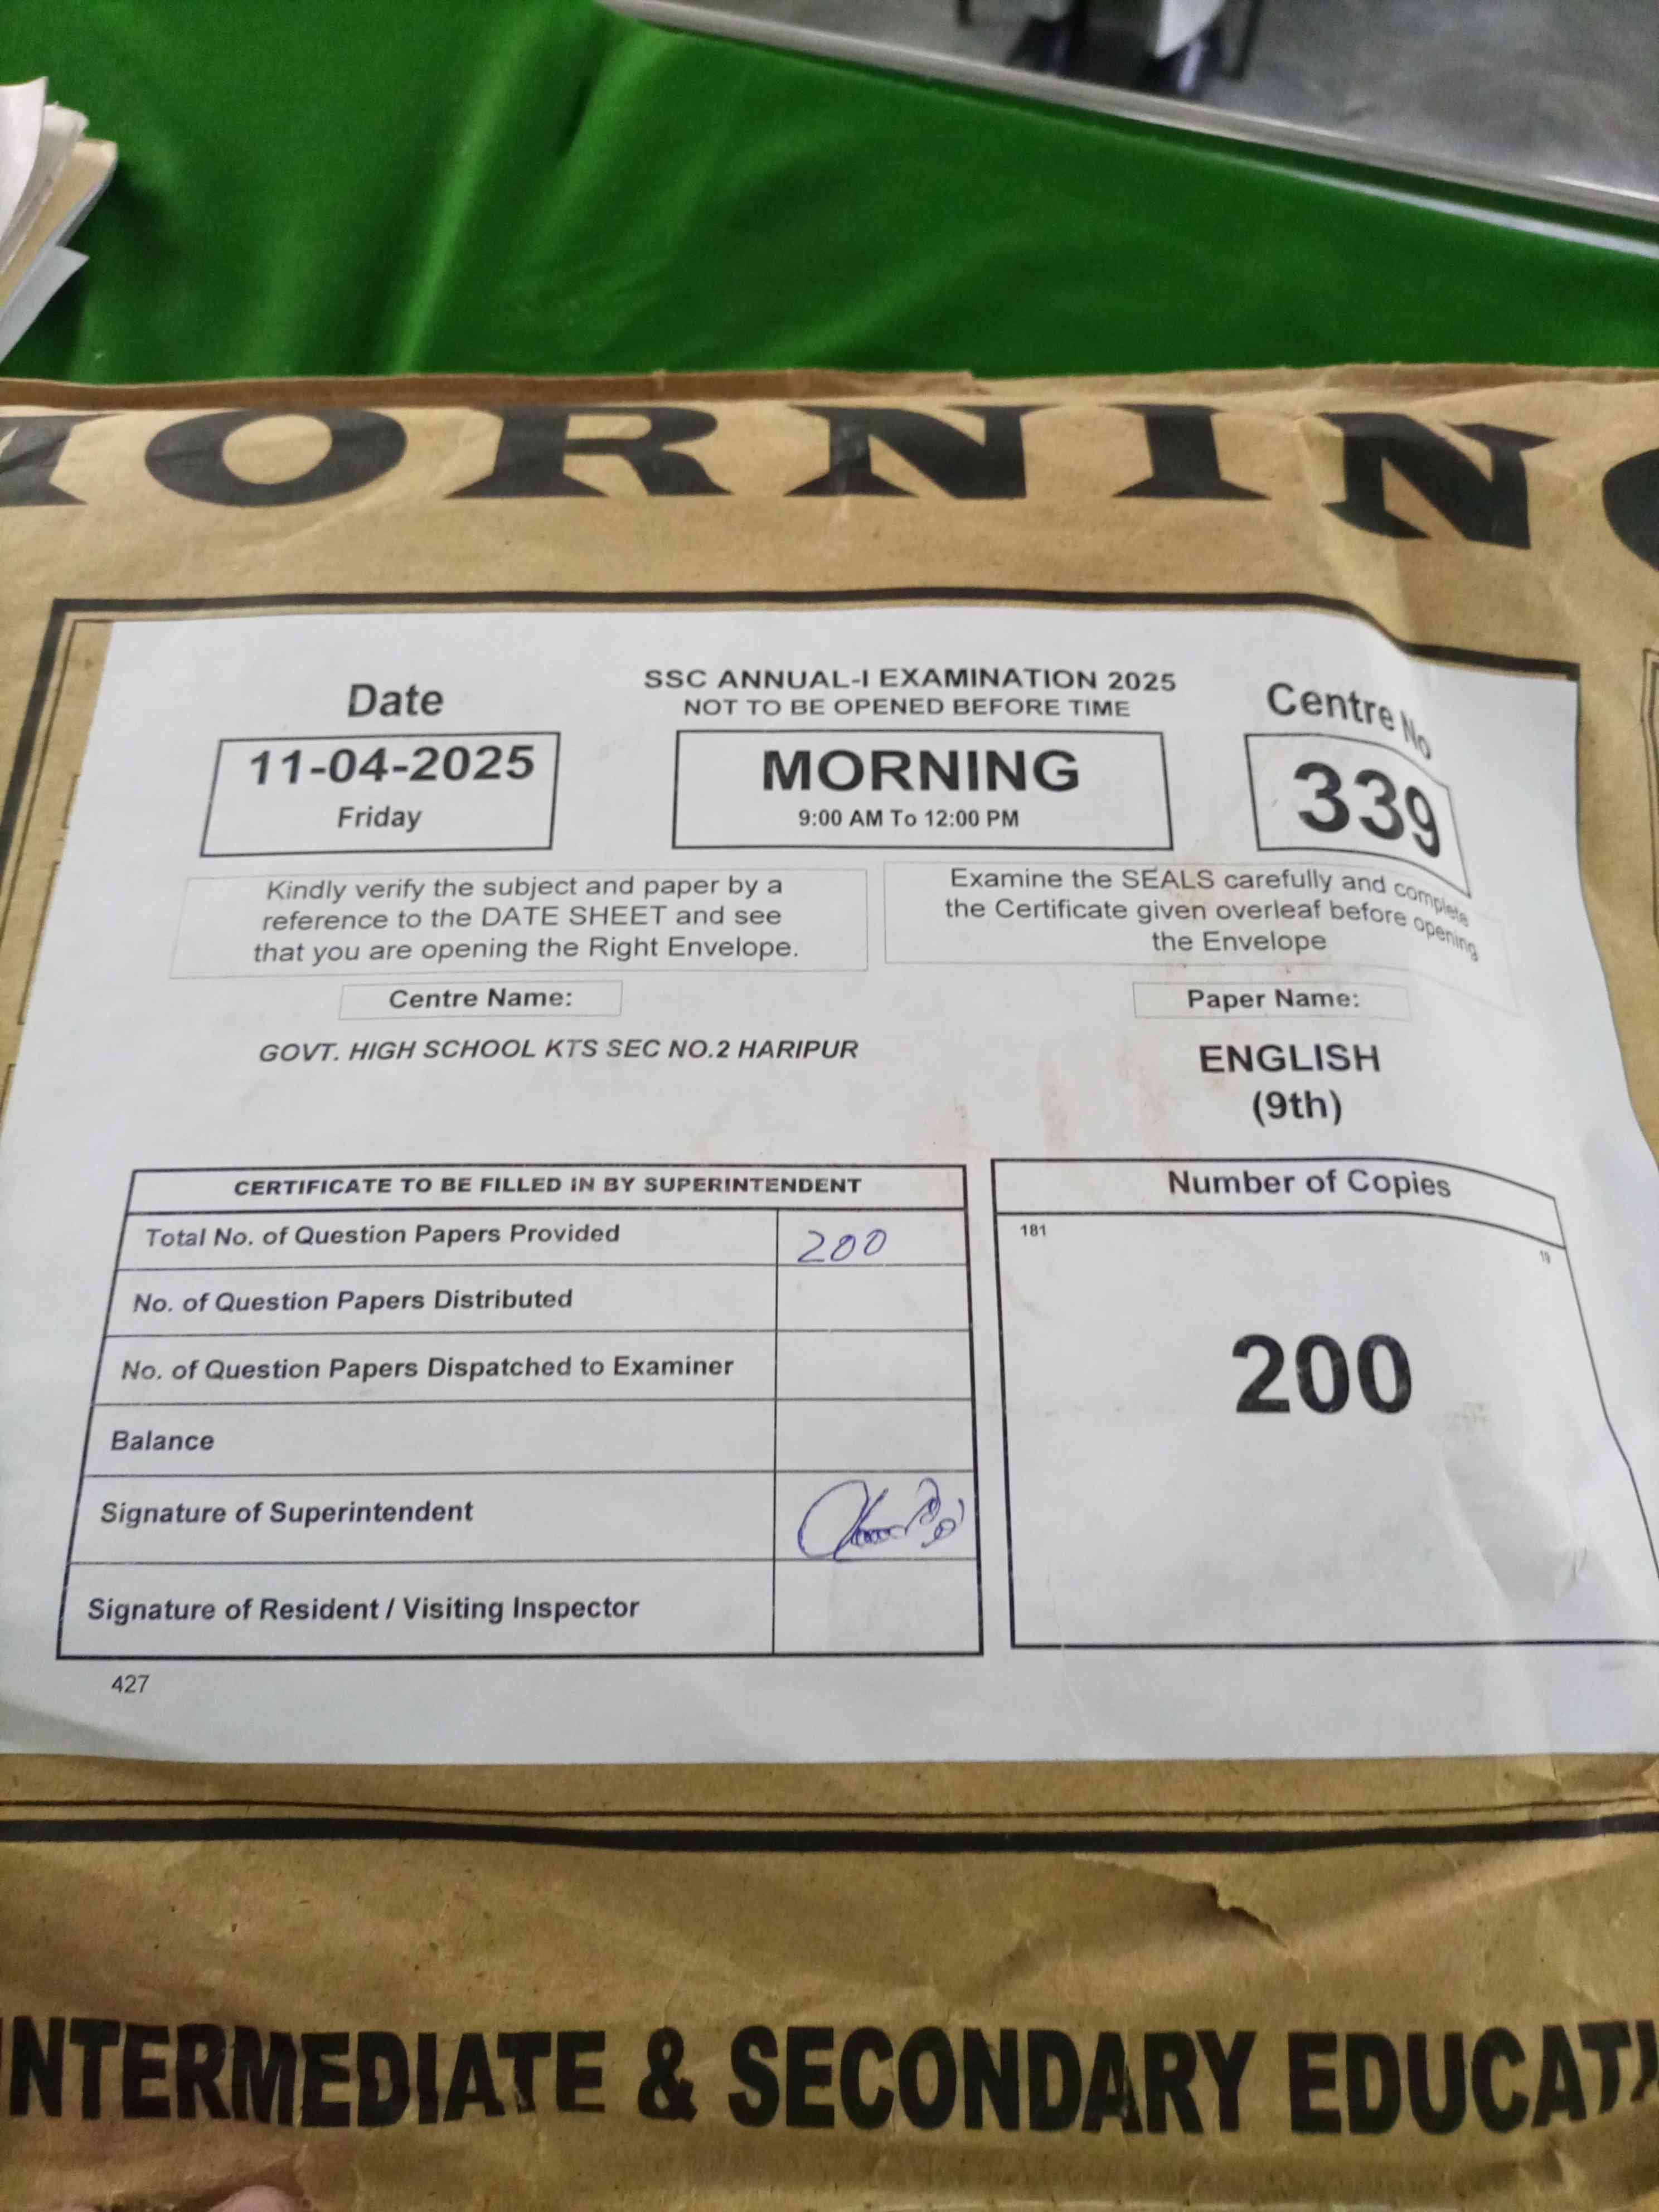 MORNING
SSC ANNUAL-I EXAMINATION 2025
NOT TO BE OPENED BEFORE TIME
Date
11-04-2025
Friday
MORNING
9:00 AM To 12:00 PM
Centre No
339
Kindly verify the subject and paper by a
reference to the DATE SHEET and see
that you are opening the Right Envelope.
Examine the SEALS carefully and complete
the Certificate given overleaf before opening
the Envelope
Centre Name:
GOVT. HIGH SCHOOL KTS SEC NO.2 HARIPUR
Paper Name:
ENGLISH
(9th)
CERTIFICATE TO BE FILLED IN BY SUPERINTENDENT
Total No. of Question Papers Provided 200
No. of Question Papers Distributed
No. of Question Papers Dispatched to Examiner
Balance
Signature of Superintendent
Signature of Resident / Visiting Inspector
427
Number of Copies
181
19
200
NTERMEDIATE & SECONDARY EDUCATI